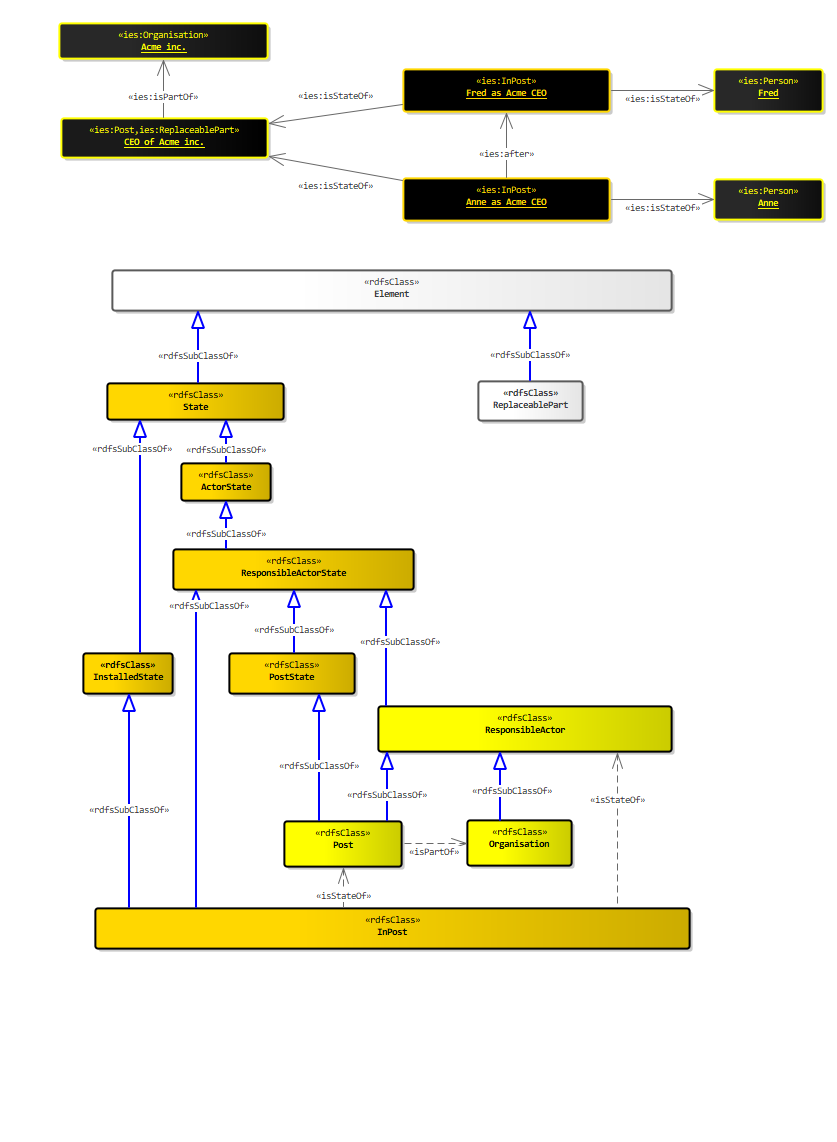 «ies:Organisation»
Acme inc.
«ies:isPartOf»
«ies:Post,ies:ReplaceablePart»
CEO of Acme inc.
«ies:isStateOf»
«ies:InPost»
Fred as Acme CEO
«ies:isStateOf»
«ies:Person»
Fred
«ies:after»
«ies:isStateOf»
«ies:InPost»
Anne as Acme CEO
«ies:isStateOf»
«ies:Person»
Anne
«rdfsClass»
Element
«rdfsSubClassOf»
«rdfsSubClassOf»
«rdfsClass»
State
«rdfsClass»
ReplaceablePart
«rdfsSubClassOf»
«rdfsSubClassOf»
«rdfsClass»
ActorState
«rdfsSubClassOf»
«rdfsClass»
ResponsibleActorState
«rdfsSubClassOf»
«rdfsSubClassOf»
«rdfsSubClassOf»
«rdfsClass»
InstalledState
«rdfsClass»
PostState
«rdfsClass»
ResponsibleActor
«rdfsSubClassOf»
«rdfsSubClassOf»
«rdfsSubClassOf»
«isStateOf»
«rdfsSubClassOf»
«rdfsClass»
Post
«isPartOf»
«rdfsClass»
Organisation
«isStateOf»
«rdfsClass»
InPost